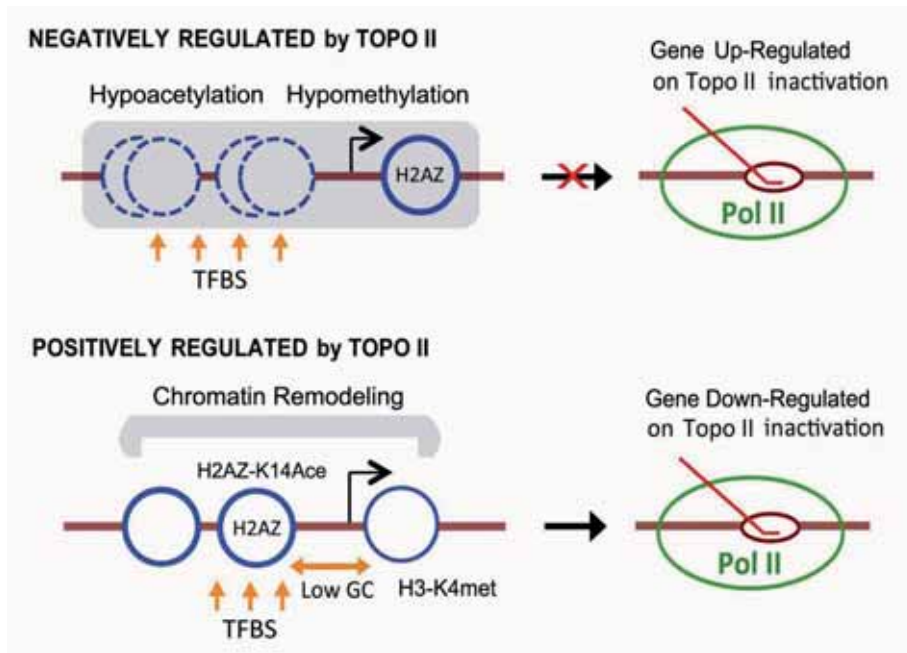 NEGATIVELY REGULATED by TOPO II
Gene Up-Regulated
on Topo II inactivation
Hypoacetylation Hypomethylation
H2AZ
Pol II
TFBS
POSITIVELY REGULATED by TOPO II
Chromatin Remodeling
Gene Down-Regulated
on Topo II inactivation
H2AZ-K14Ace
H2AZ
Pol II
Low GC H3-K4met
TFBS